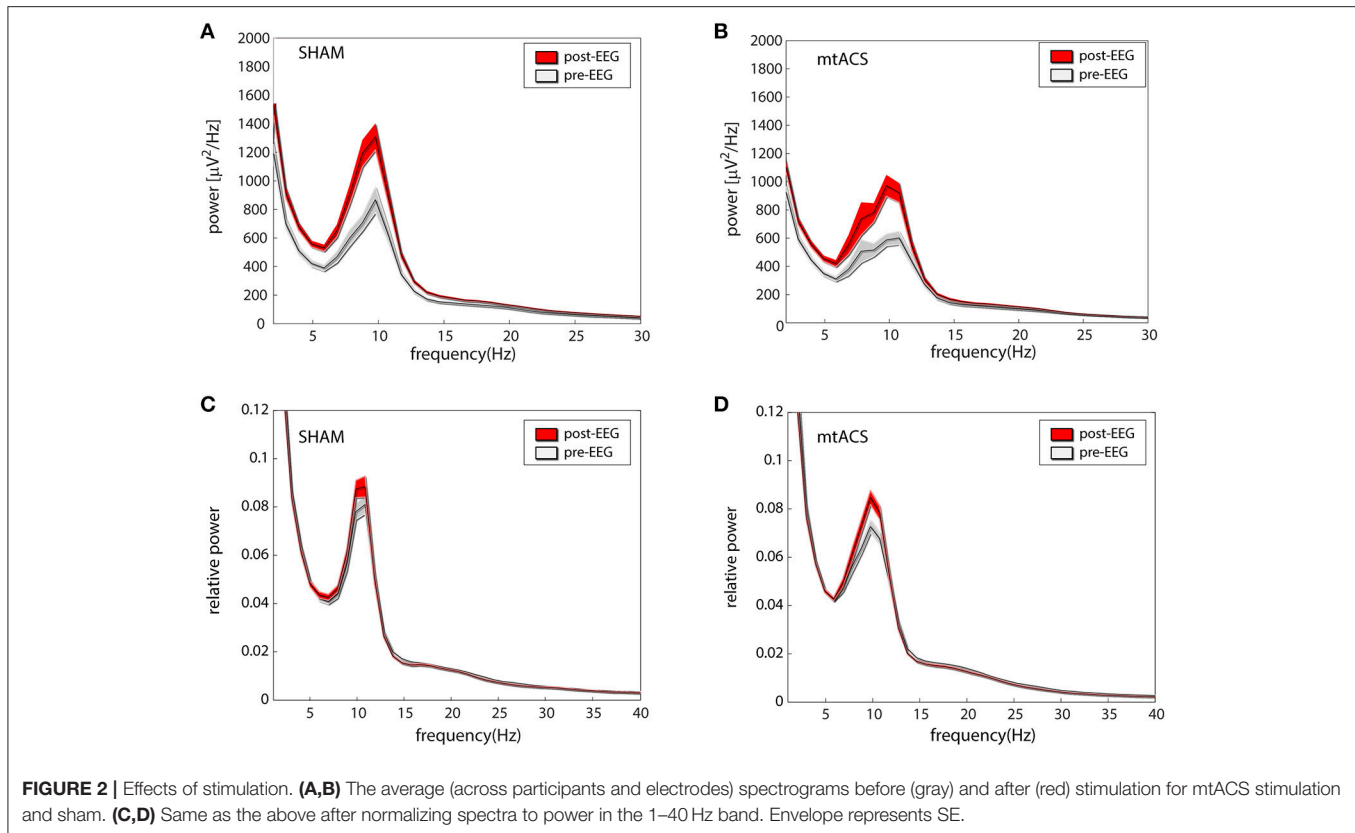 A
SHAM
post-EEG
pre-EEG
2000
1800
1600
1400
1200
1000
800
600
400
200
0
power [μV²/Hz]
5 10 15 20 25 30
frequency(Hz)
B
mtACS
post-EEG
pre-EEG
2000
1800
1600
1400
1200
1000
800
600
400
200
0
power [μV²/Hz]
5 10 15 20 25 30
frequency(Hz)
C
SHAM
post-EEG
pre-EEG
0.12
0.1
0.08
0.06
0.04
0.02
0
relative power
5 10 15 20 25 30 35 40
frequency(Hz)
D
mtACS
post-EEG
pre-EEG
0.12
0.1
0.08
0.06
0.04
0.02
0
relative power
5 10 15 20 25 30 35 40
frequency(Hz)
FIGURE 2 | Effects of stimulation. (A,B) The average (across participants and electrodes) spectrograms before (gray) and after (red) stimulation for mtACS stimulation
and sham. (C,D) Same as the above after normalizing spectra to power in the 1–40 Hz band. Envelope represents SE.